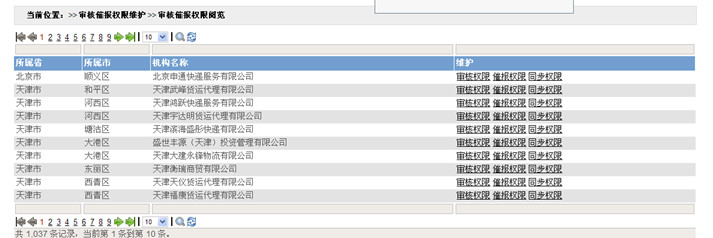 当前位置: >> 审核催报权限维护 >> 审核催报权限浏览
1 2 3 4 5 6 7 8 9 10
所属省 所属市 机构名称 维护
北京市 顺义区 北京申通快递服务有限公司 审核权限 催报权限 同步权限
天津市 和平区 天津武峰货运代理有限公司 审核权限 催报权限 同步权限
天津市 河西区 天津鸿跃快递服务有限公司 审核权限 催报权限 同步权限
天津市 河西区 天津宇达明货运代理有限公司 审核权限 催报权限 同步权限
天津市 塘沽区 天津滨海盛彤快递有限公司 审核权限 催报权限 同步权限
天津市 大港区 盛世丰源（天津）投资管理有限公司 审核权限 催报权限 同步权限
天津市 大港区 天津大建永锋物流有限公司 审核权限 催报权限 同步权限
天津市 东丽区 天津衡瑞商贸有限公司 审核权限 催报权限 同步权限
天津市 西青区 天津天仪货运代理有限公司 审核权限 催报权限 同步权限
天津市 西青区 天津福康货运代理有限公司 审核权限 催报权限 同步权限
1 2 3 4 5 6 7 8 9 10
共 1,037 条记录，当前第 1 条到第 10 条。